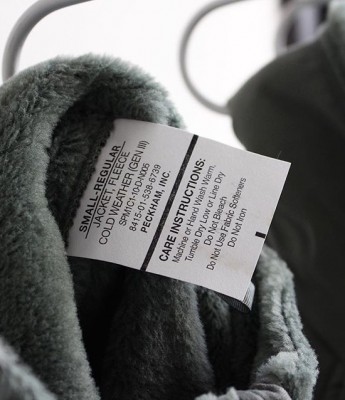 SMALL-REGULAR
JACKET, FLEECE
COLD WEATHER (GEN III)
SPM1C1-10-D-N005
8415-01-538-6739
PECKHAM, INC.
CARE INSTRUCTIONS:
Machine or Hand Wash Warm,
Tumble Dry Low or Line Dry
Do Not Bleach
Do Not Use Fabric Softeners
Do Not Iron